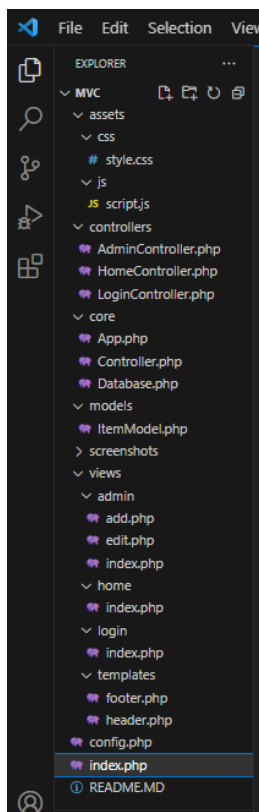 File Edit Selection View
EXPLORER ...
MVC
assets
css
# style.css
js
JS script.js
controllers
AdminController.php
HomeController.php
LoginController.php
core
App.php
Controller.php
Database.php
models
ItemModel.php
screenshots
views
admin
add.php
edit.php
index.php
home
index.php
login
index.php
templates
footer.php
header.php
config.php
index.php
README.MD